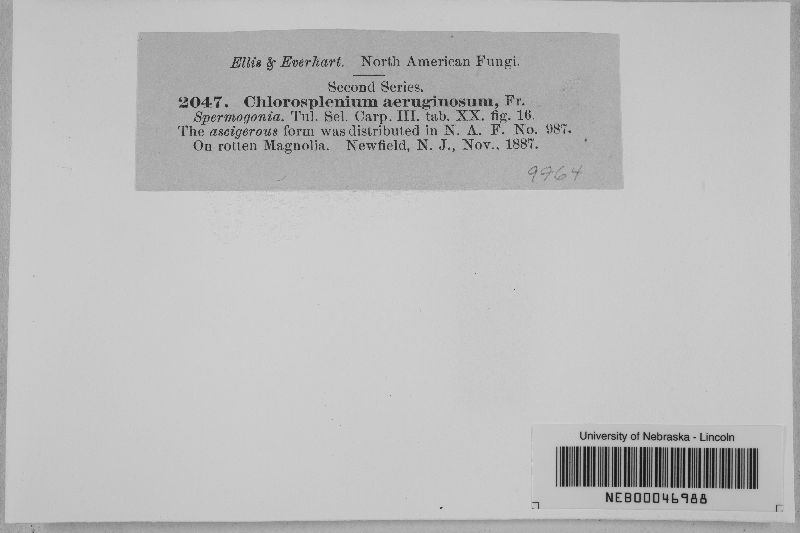 Ellis & Everhart. North American Fungi.
Second Series.
2047. Chlorosplenium aeruginosum, Fr.
Spermogonia. Tul. Sel. Carp. III. tab. XX. fig. 16.
The ascigerous form was distributed in N. A. F. No. 987.
On rotten Magnolia. Newfield, N. J., Nov., 1887.
9964
University of Nebraska - Lincoln
NEB00046988